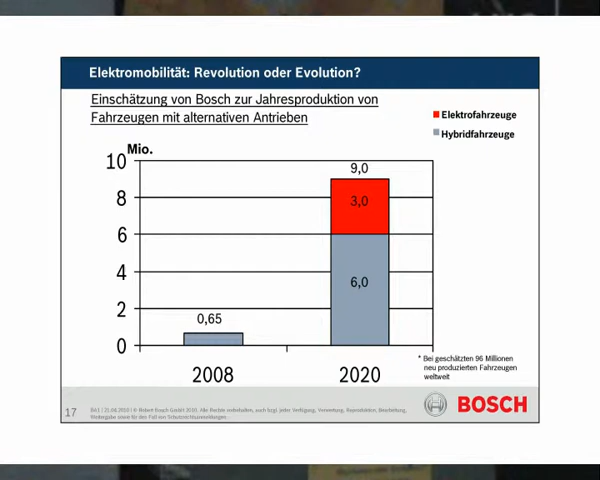 Elektromobilität: Revolution oder Evolution?
Einschätzung von Bosch zur Jahresproduktion von
Fahrzeugen mit alternativen Antrieben
Elektrofahrzeuge
Hybridfahrzeuge
Mio.
10
8
6
4
2
0
9,0
3,0
6,0
0,65
2008
2020
* Bei geschätzten 96 Millionen
neu produzierten Fahrzeugen
weltweit
17
BOSCH